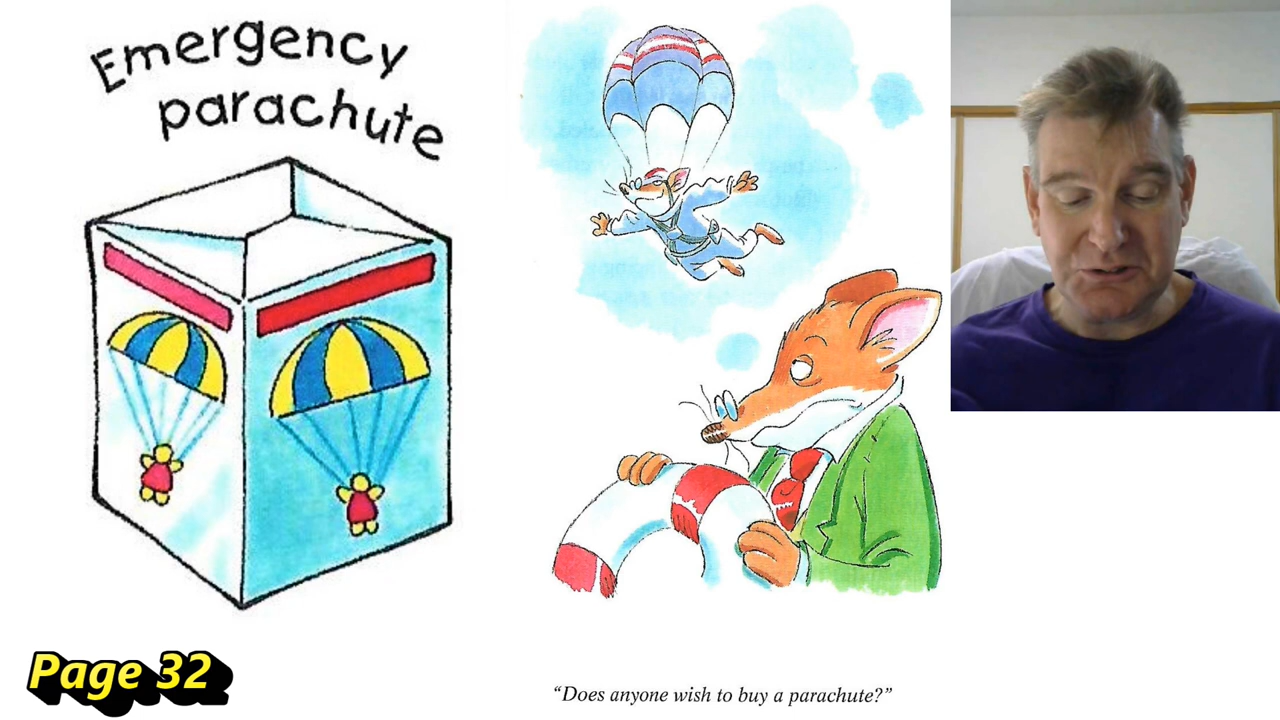 Emergency
parachute
Page 32
“Does anyone wish to buy a parachute?”